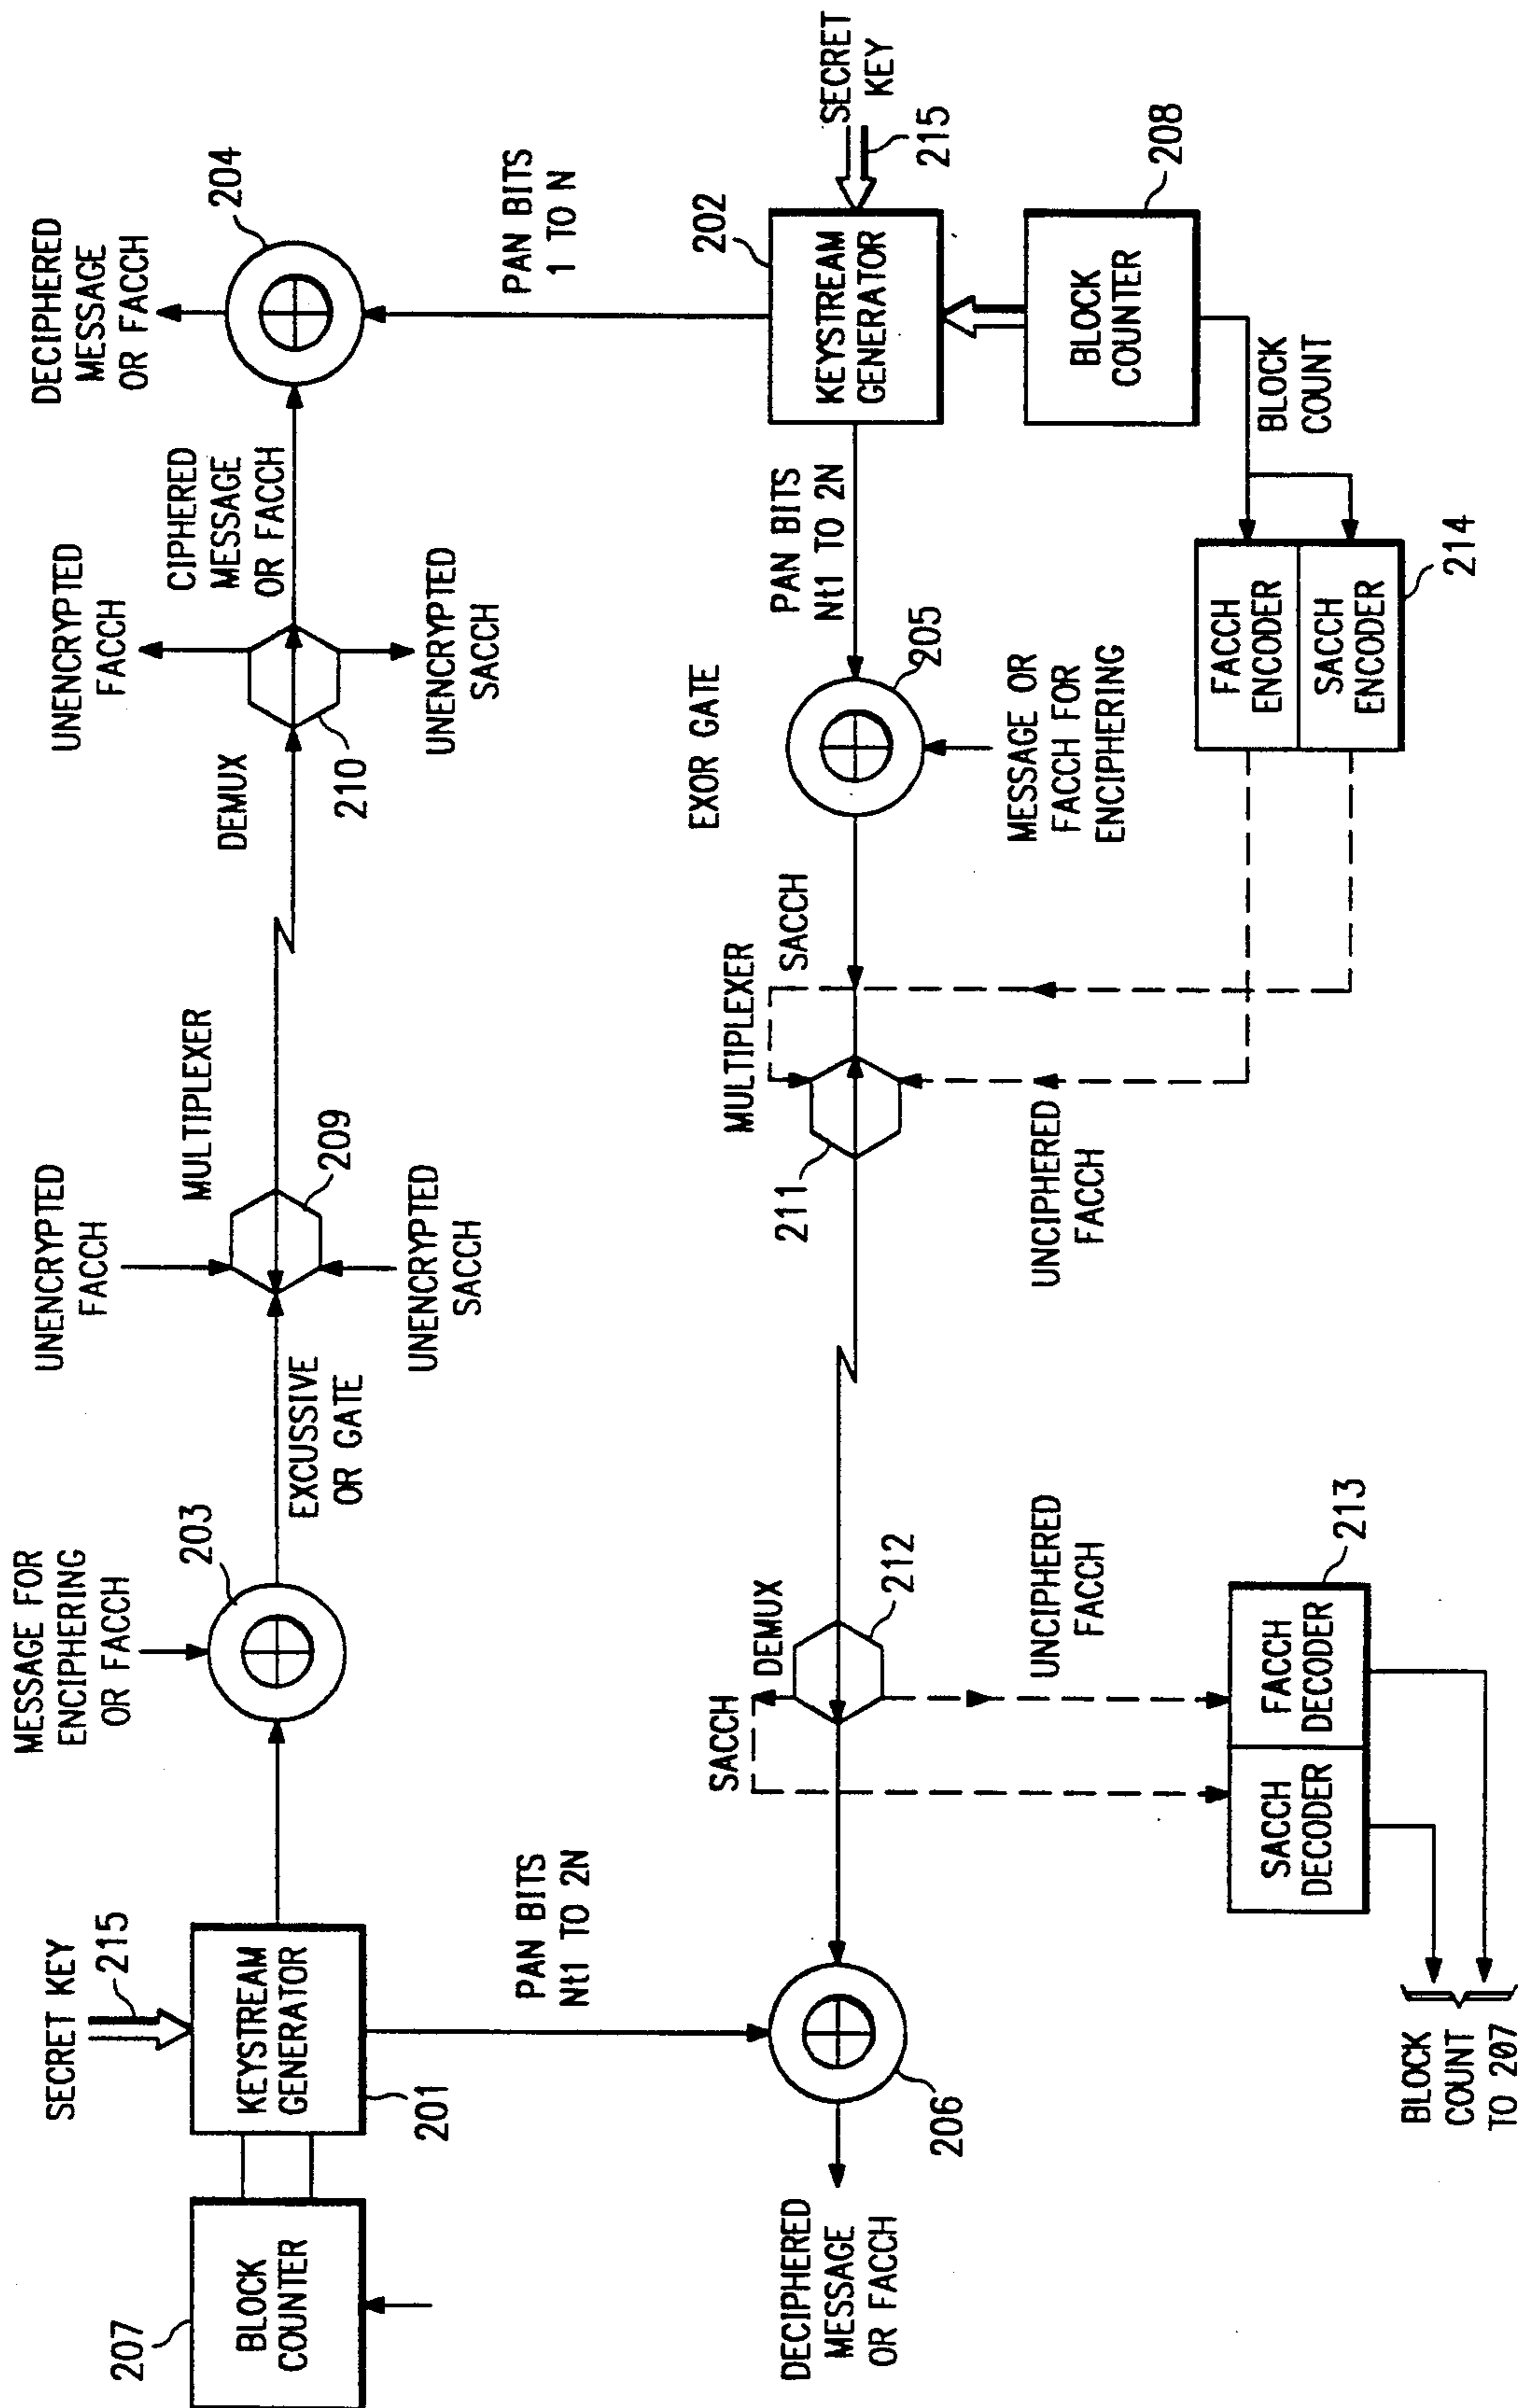 207
BLOCK
COUNTER
SECRET KEY
215
KEYSTREAM
GENERATOR
201
MESSAGE FOR
ENCIPHERING
OR FACCH
203
EXCUSSIVE
OR GATE
UNENCRYPTED
FACCH
MULTIPLEXER
209
UNENCRYPTED
SACCH
DEMUX
210
UNENCRYPTED
FACCH
UNENCRYPTED
SACCH
CIPHERED
MESSAGE
OR FACCH
DECIPHERED
MESSAGE
OR FACCH
204
PAN BITS
1 TO N
PAN BITS
Nt1 TO 2N
DECIPHERED
MESSAGE
OR FACCH
206
SACCH
DEMUX
212
UNCIPHERED
FACCH
SACCH
DECODER
FACCH
DECODER
213
BLOCK
COUNT
TO 207
MULTIPLEXER
211
SACCH
UNCIPHERED
FACCH
EXOR GATE
205
MESSAGE OR
FACCH FOR
ENCIPHERING
PAN BITS
Nt1 TO 2N
202
KEYSTREAM
GENERATOR
SECRET
KEY
215
BLOCK
COUNTER
208
BLOCK
COUNT
FACCH
ENCODER
SACCH
ENCODER
214